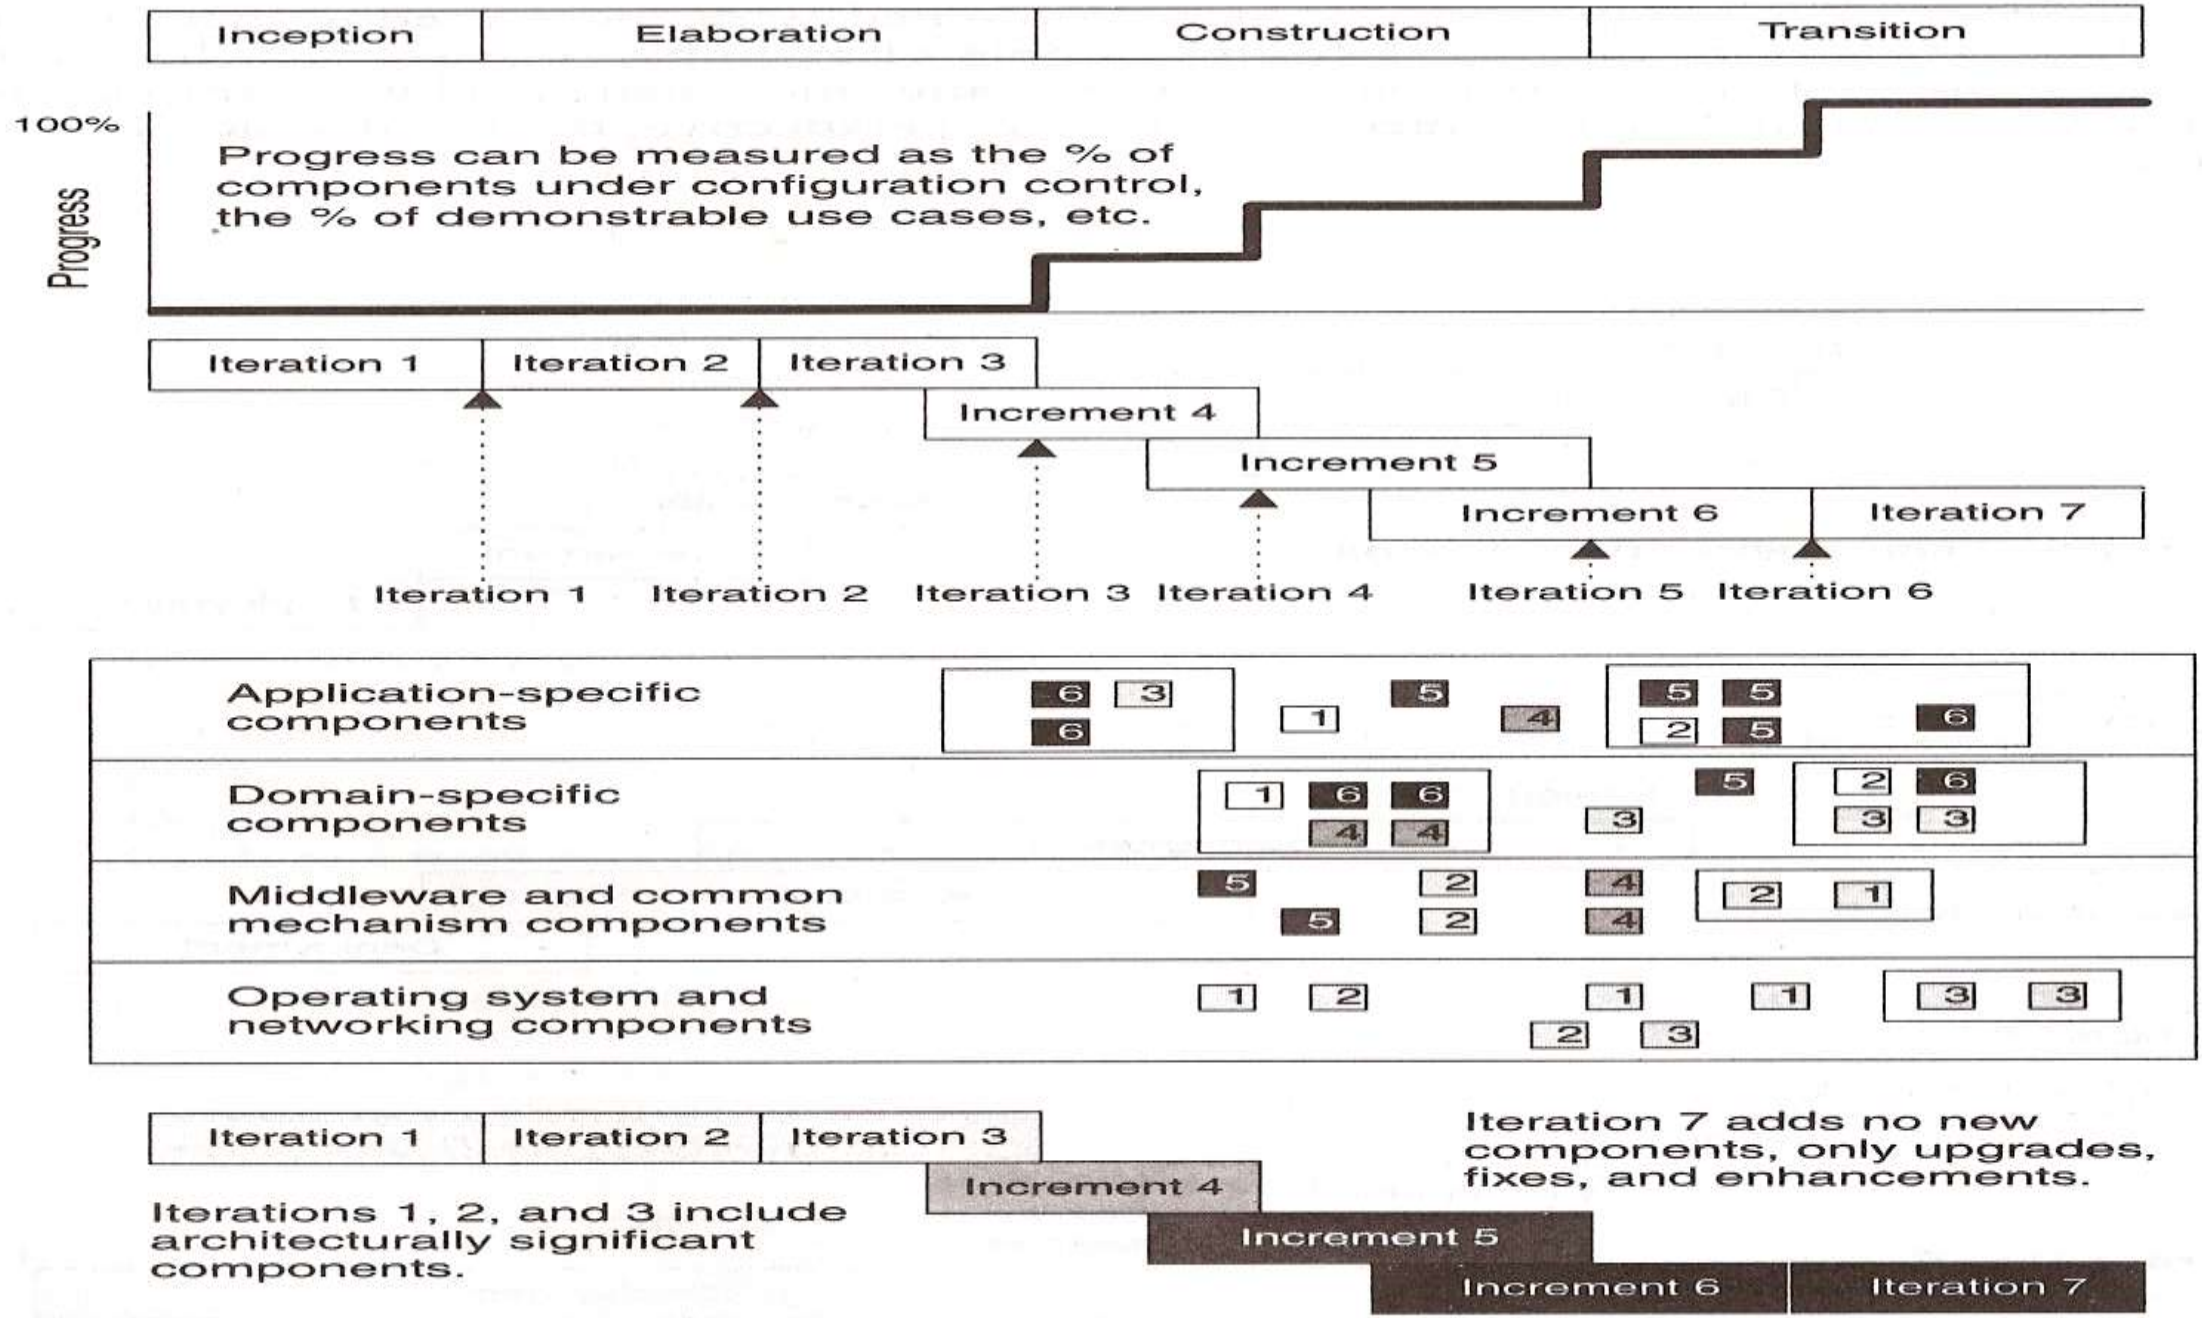 Inception
Elaboration
Construction
Transition
100%
Progress can be measured as the % of
components under configuration control,
the % of demonstrable use cases, etc.
Progress
Iteration 1
Iteration 2
Iteration 3
Increment 4
Increment 5
Increment 6
Iteration 7
Iteration 1
Iteration 2
Iteration 3
Iteration 4
Iteration 5
Iteration 6
Application-specific
components
6 3 5 5 5
1 4 2 5 6
6
Domain-specific
components
1 6 6 5 2 6
4 4 3 3 3
Middleware and common
mechanism components
5 2 4 2 1
5 2 4
Operating system and
networking components
1 2 1 1 3 3
2 3
Iteration 1
Iteration 2
Iteration 3
Increment 4
Increment 5
Increment 6
Iteration 7
Iterations 1, 2, and 3 include
architecturally significant
components.
Iteration 7 adds no new
components, only upgrades,
fixes, and enhancements.